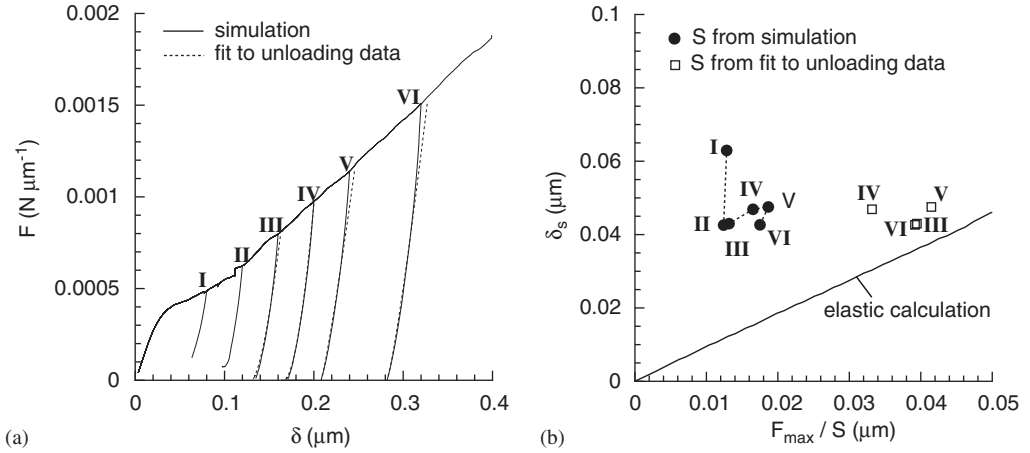 0.002
simulation
fit to unloading data
VI
0.0015
V
0.001
IV
III
II
I
0.0005
0
F (N μm⁻¹)
0 0.1 0.2 0.3 0.4
δ (μm)
(a)
0.1
S from simulation
S from fit to unloading data
0.08
0.06
I
IV V IV V
0.04
II III VI VI III
0.02
elastic calculation
0
δs (μm)
0 0.01 0.02 0.03 0.04 0.05
Fmax / S (μm)
(b)